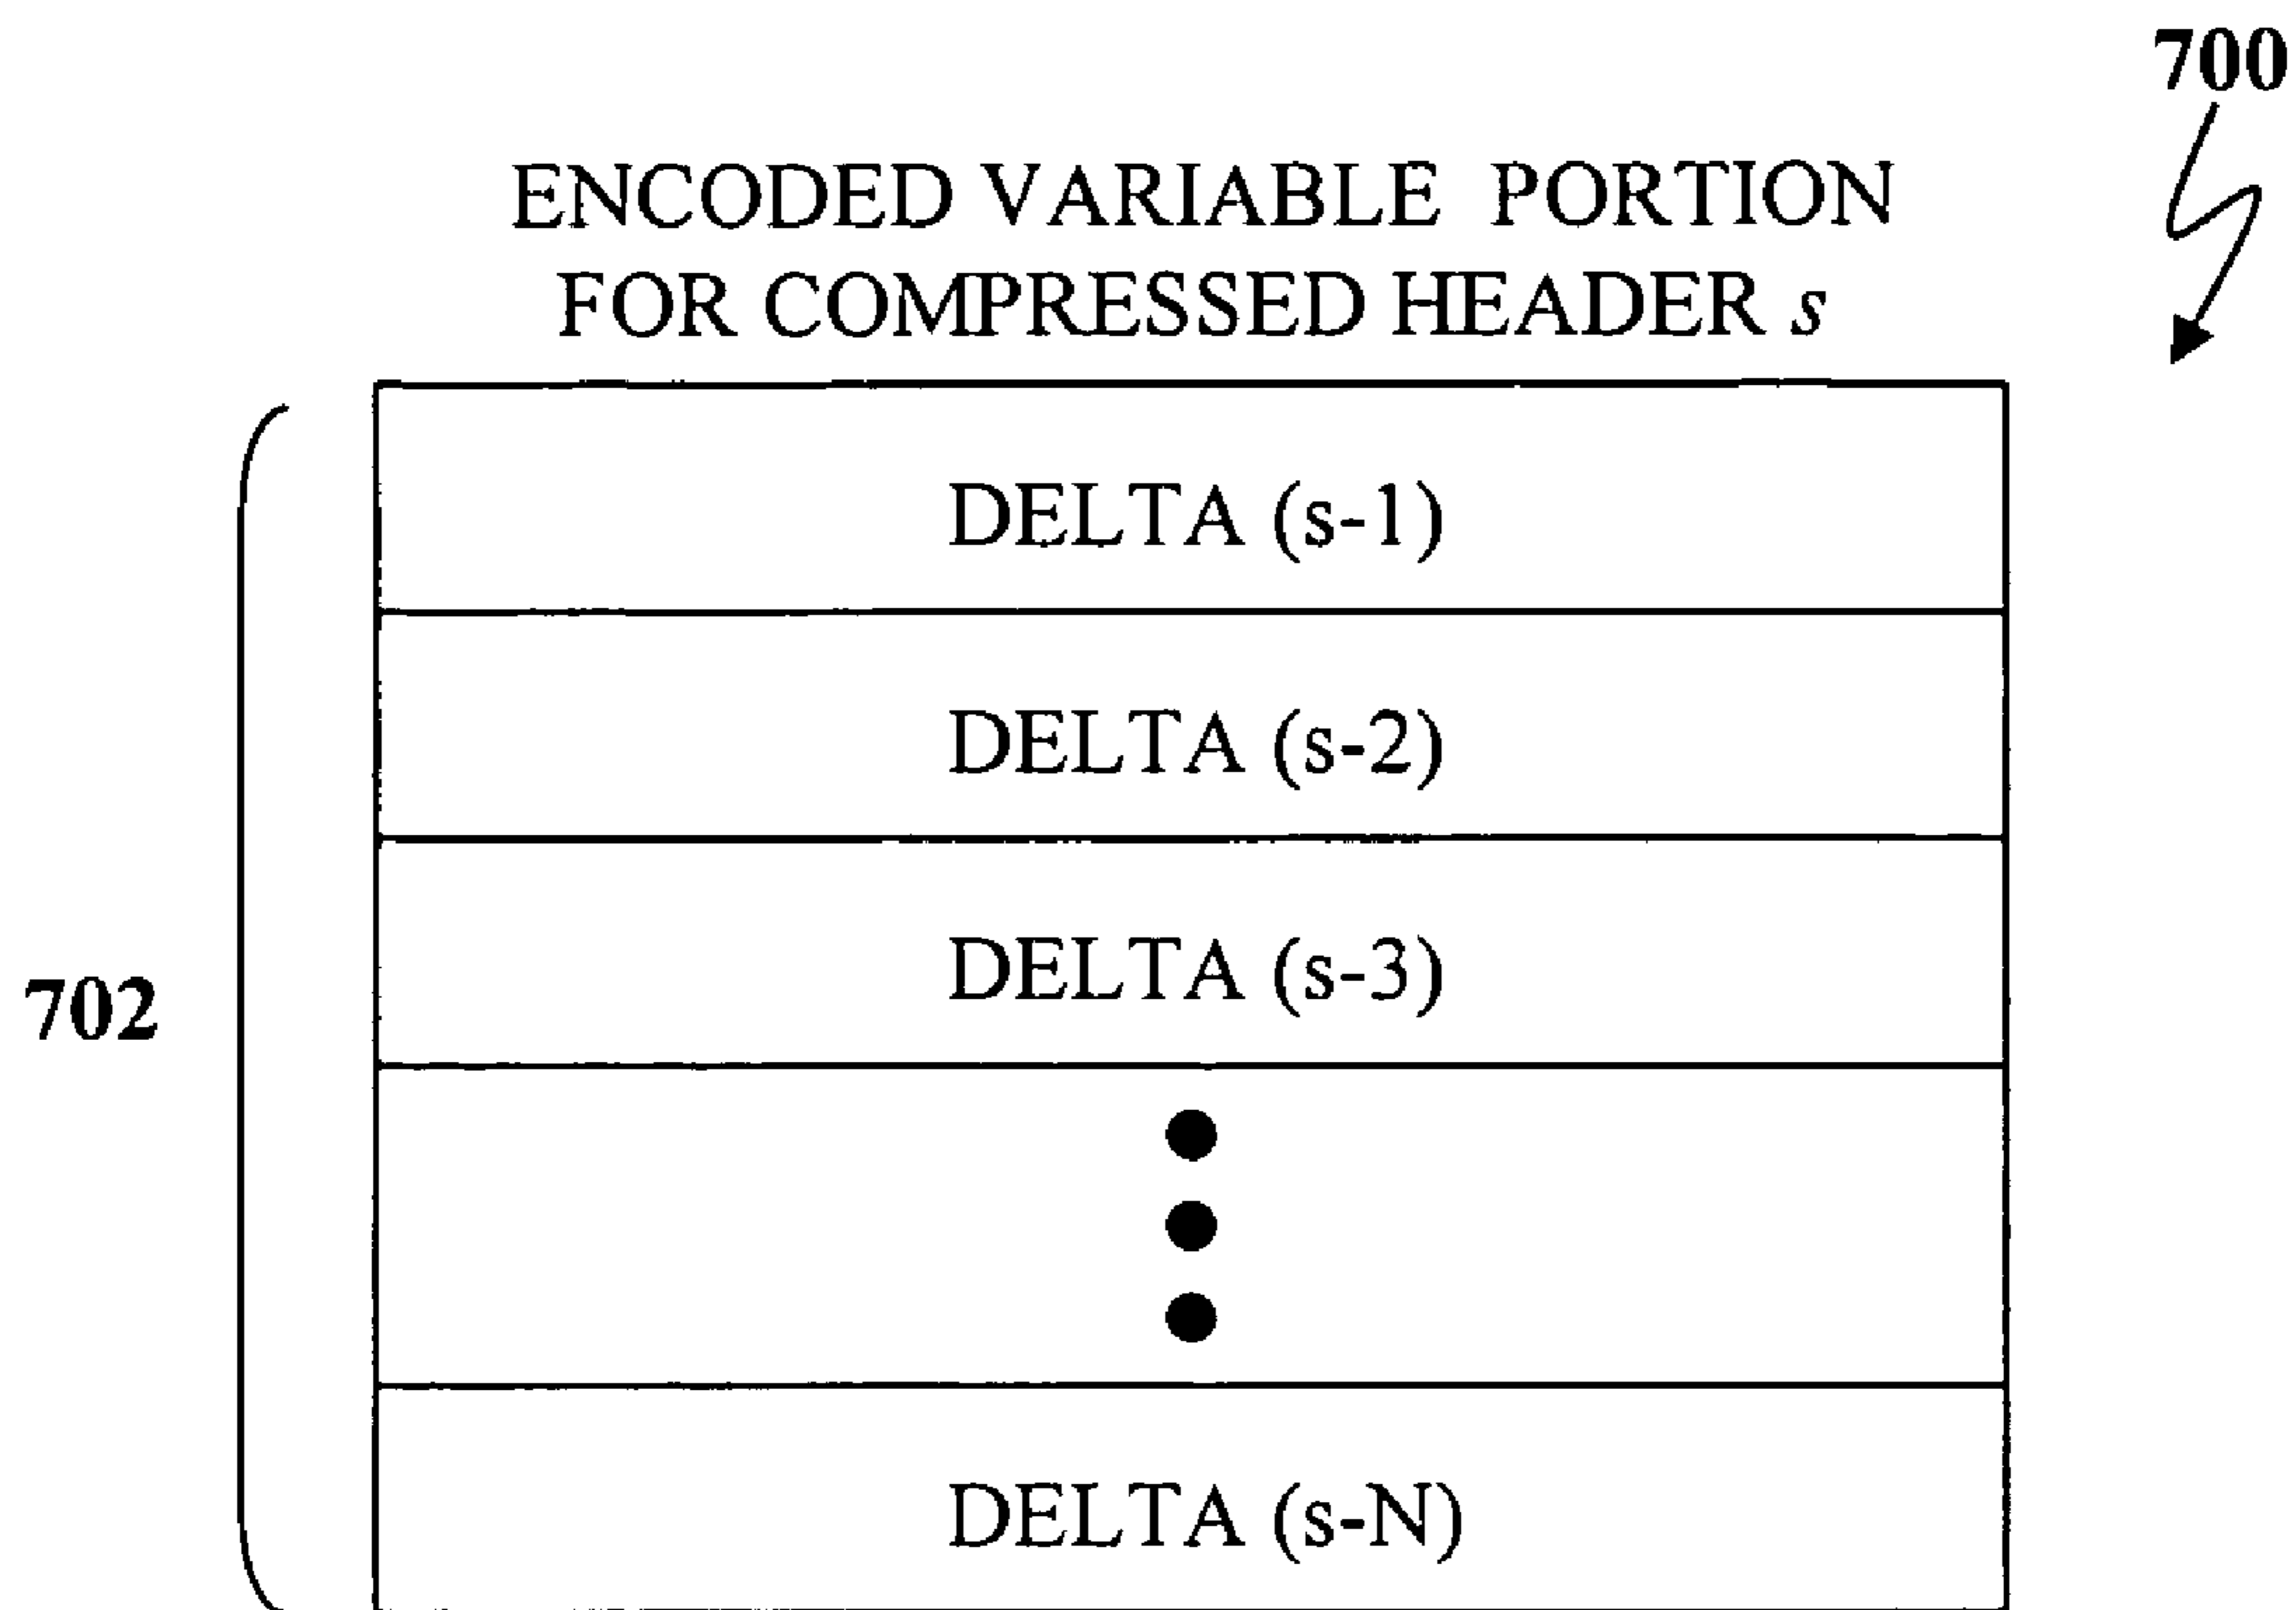 700
ENCODED VARIABLE PORTION
FOR COMPRESSED HEADER s
DELTA (s-1)
DELTA (s-2)
DELTA (s-3)
702
DELTA (s-N)